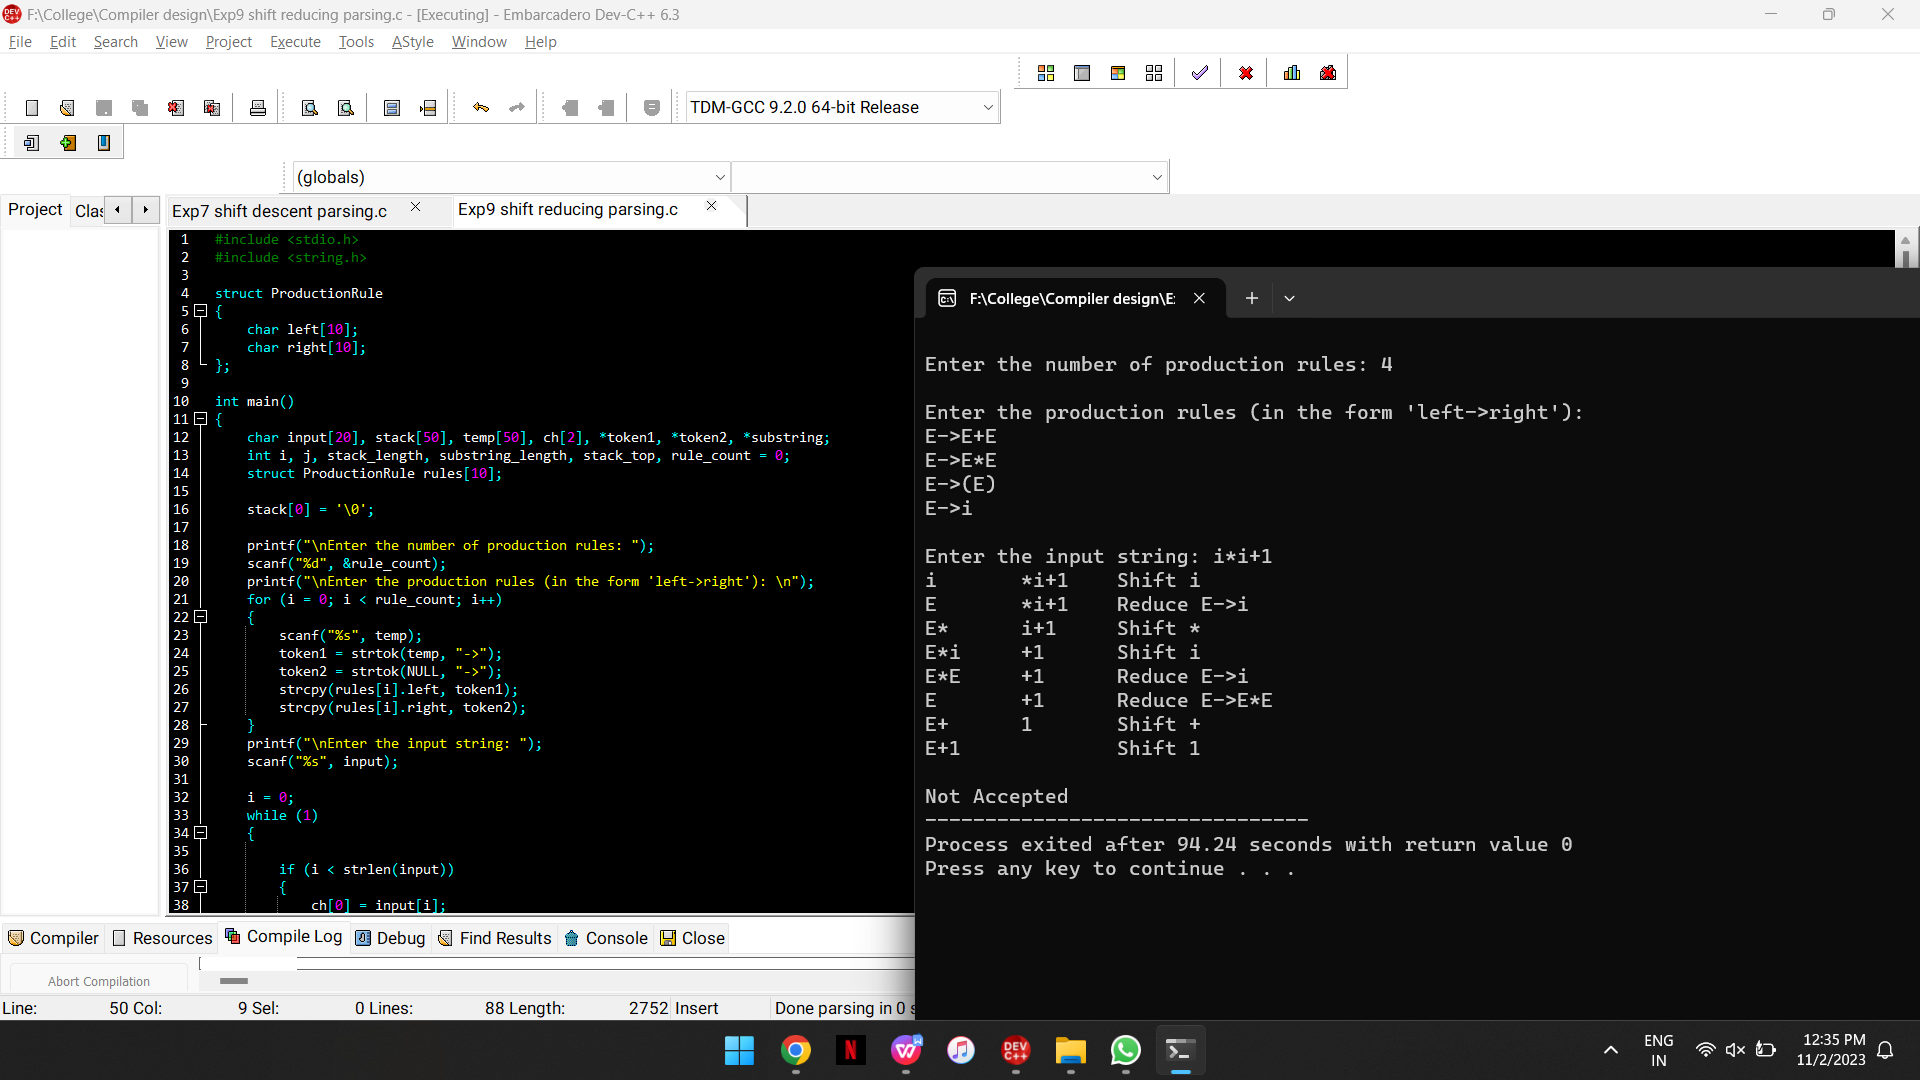 F:\College\Compiler design\Exp9 shift reducing parsing.c - [Executing] - Embarcadero Dev-C++ 6.3
File Edit Search View Project Execute Tools AStyle Window Help
TDM-GCC 9.2.0 64-bit Release
(globals)
Project Clas
Exp7 shift descent parsing.c Exp9 shift reducing parsing.c
1 #include <stdio.h>
2 #include <string.h>
3
4 struct ProductionRule
5 {
6 char left[10];
7 char right[10];
8 };
9
10 int main()
11 {
12 char input[20], stack[50], temp[50], ch[2], *token1, *token2, *substring;
13 int i, j, stack_length, substring_length, stack_top, rule_count = 0;
14 struct ProductionRule rules[10];
15
16 stack[0] = '\0';
17
18 printf("\nEnter the number of production rules: ");
19 scanf("%d", &rule_count);
20 printf("\nEnter the production rules (in the form 'left->right'): \n");
21 for (i = 0; i < rule_count; i++)
22 {
23 scanf("%s", temp);
24 token1 = strtok(temp, "->");
25 token2 = strtok(NULL, "->");
26 strcpy(rules[i].left, token1);
27 strcpy(rules[i].right, token2);
28 }
29 printf("\nEnter the input string: ");
30 scanf("%s", input);
31
32 i = 0;
33 while (1)
34 {
35
36 if (i < strlen(input))
37 {
38 ch[0] = input[i];
F:\College\Compiler design\E:
Enter the number of production rules: 4
Enter the production rules (in the form 'left->right'):
E->E+E
E->E*E
E->(E)
E->i
Enter the input string: i*i+1
i *i+1 Shift i
E *i+1 Reduce E->i
E* i+1 Shift *
E*i +1 Shift i
E*E +1 Reduce E->i
E +1 Reduce E->E*E
E+ 1 Shift +
E+1 Shift 1
Not Accepted
--------------------------------
Process exited after 94.24 seconds with return value 0
Press any key to continue . . .
Compiler Resources Compile Log Debug Find Results Console Close
Abort Compilation
Line: 50 Col: 9 Sel: 0 Lines: 88 Length: 2752 Insert Done parsing in 0 s
DEV C++
ENG
IN
12:35 PM
11/2/2023